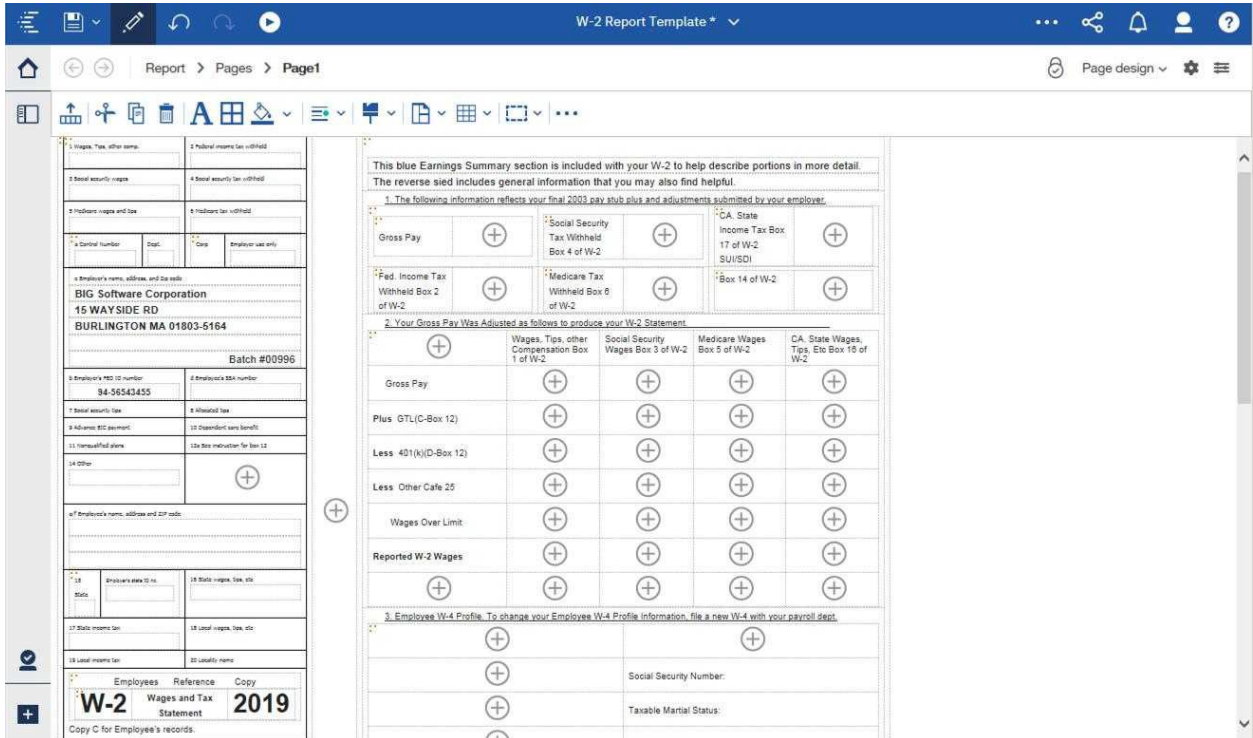 W-2 Report Template *
Report > Pages > Page1
Page design
1 Wages, Tips, other comp.
2 Federal income tax withheld
3 Social security wages
4 Social security tax withheld
5 Medicare wages and tips
6 Medicare tax withheld
a Control Number
Dept.
Corp
Employer use only
c Employer's name, address, and Zip code
BIG Software Corporation
15 WAYSIDE RD
BURLINGTON MA 01803-5164
Batch #00996
b Employer's FED ID number
d Employee's SSA number
94-56543455
7 Social security tips
8 Allocated tips
9 Advance EIC payment
10 Dependent care benefit
11 Nonqualified plans
12a See instruction for box 12
14 Other
e/f Employee's name, address and ZIP code
15
State
Employer's state ID no.
16 State wages, tips, etc
17 State income tax
18 Local wages, tips, etc
19 Local income tax
20 Locality name
Employees Reference Copy
W-2
Wages and Tax
Statement
2019
Copy C for Employee's records.
This blue Earnings Summary section is included with your W-2 to help describe portions in more detail.
The reverse sied includes general information that you may also find helpful.
1. The following information reflects your final 2003 pay stub plus and adjustments submitted by your employer.
Gross Pay
Social Security
Tax Withheld
Box 4 of W-2
CA. State
Income Tax Box
17 of W-2
SUI/SDI
Fed. Income Tax
Withheld Box 2
of W-2
Medicare Tax
Withheld Box 6
of W-2
Box 14 of W-2
2. Your Gross Pay Was Adjusted as follows to produce your W-2 Statement.
Wages, Tips, other
Compensation Box
1 of W-2
Social Security
Wages Box 3 of W-2
Medicare Wages
Box 5 of W-2
CA. State Wages,
Tips, Etc Box 16 of
W-2
Gross Pay
Plus GTL(C-Box 12)
Less 401(k)(D-Box 12)
Less Other Cafe 25
Wages Over Limit
Reported W-2 Wages
3. Employee W-4 Profile. To change your Employee W-4 Profile Information, file a new W-4 with your payroll dept.
Social Security Number:
Taxable Martial Status: